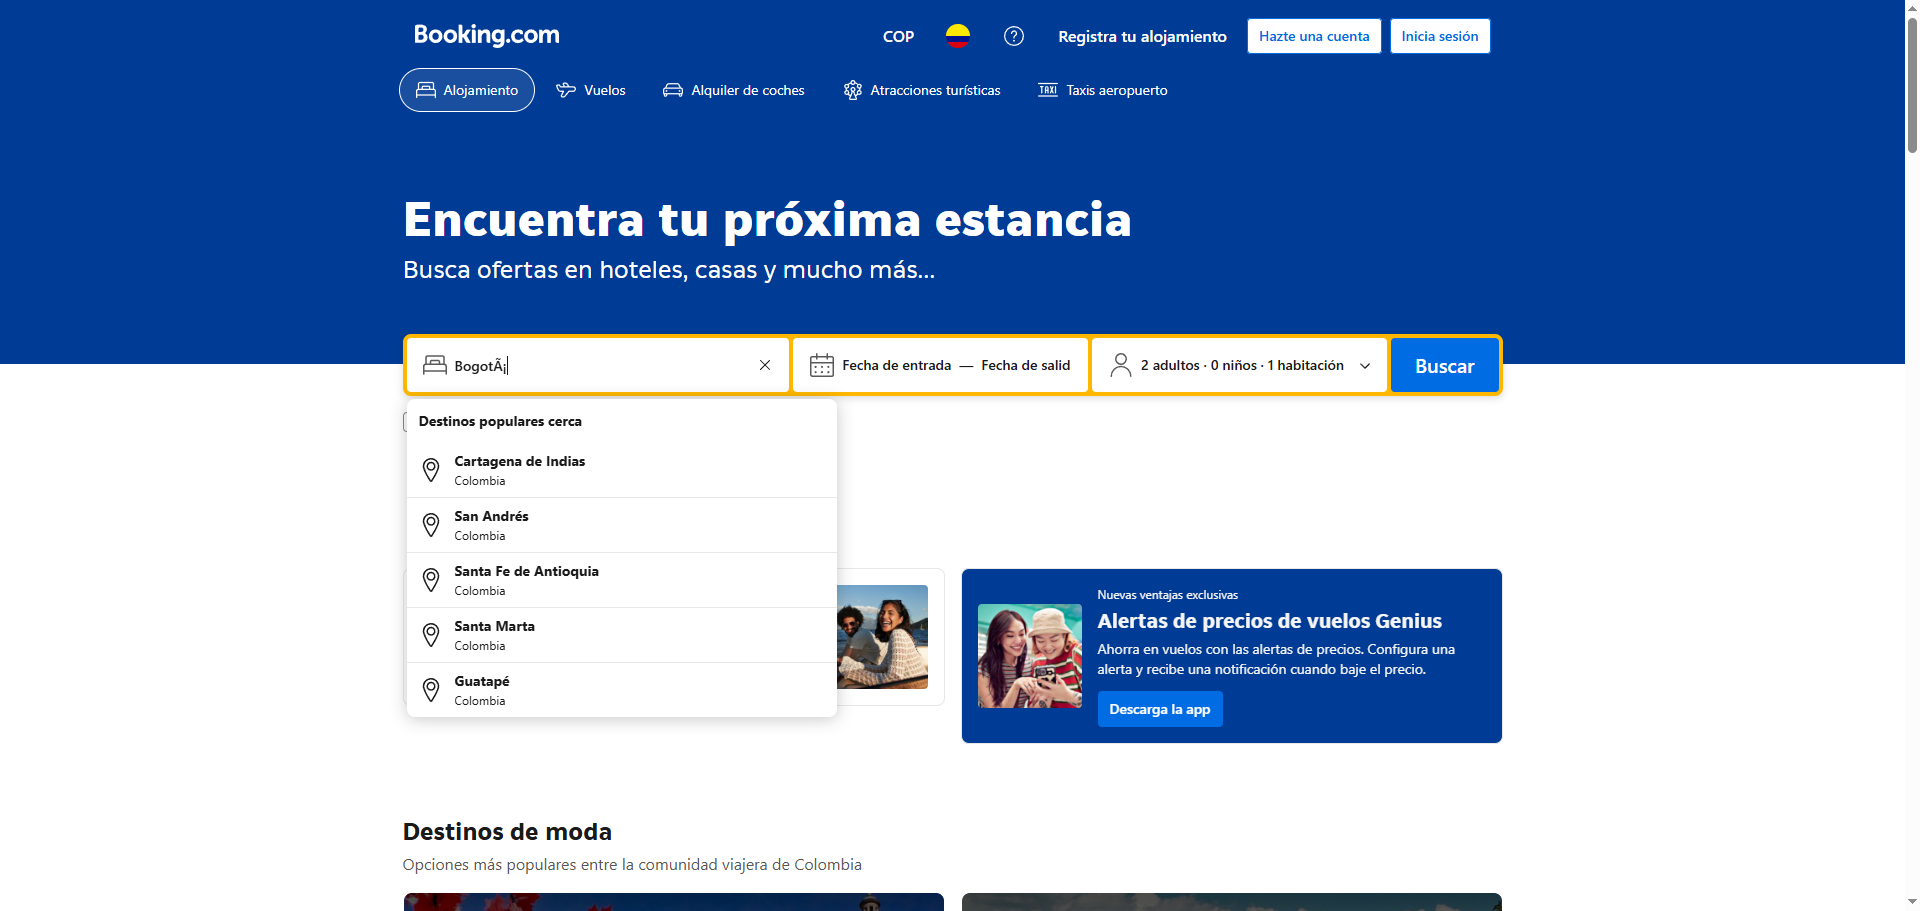 Booking.com
COP
Registra tu alojamiento
Hazte una cuenta
Inicia sesión
Alojamiento
Vuelos
Alquiler de coches
Atracciones turísticas
TAXI
Taxis aeropuerto
Encuentra tu próxima estancia
Busca ofertas en hoteles, casas y mucho más...
BogotÃ¡
Fecha de entrada — Fecha de salid
2 adultos · 0 niños · 1 habitación
Buscar
Destinos populares cerca
Cartagena de Indias
Colombia
San Andrés
Colombia
Santa Fe de Antioquia
Colombia
Santa Marta
Colombia
Guatapé
Colombia
Nuevas ventajas exclusivas
Alertas de precios de vuelos Genius
Ahorra en vuelos con las alertas de precios. Configura una
alerta y recibe una notificación cuando baje el precio.
Descarga la app
Destinos de moda
Opciones más populares entre la comunidad viajera de Colombia